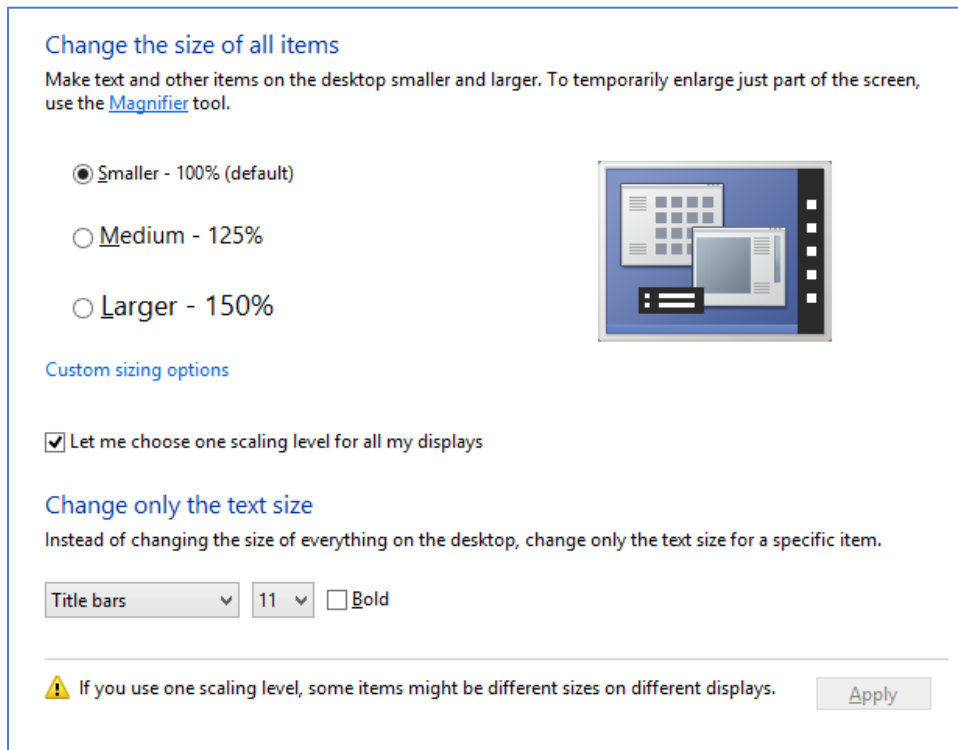 Change the size of all items
Make text and other items on the desktop smaller and larger. To temporarily enlarge just part of the screen,
use the Magnifier tool.
Smaller - 100% (default)
Medium - 125%
Larger - 150%
Custom sizing options
Let me choose one scaling level for all my displays
Change only the text size
Instead of changing the size of everything on the desktop, change only the text size for a specific item.
Title bars 11 Bold
If you use one scaling level, some items might be different sizes on different displays. Apply